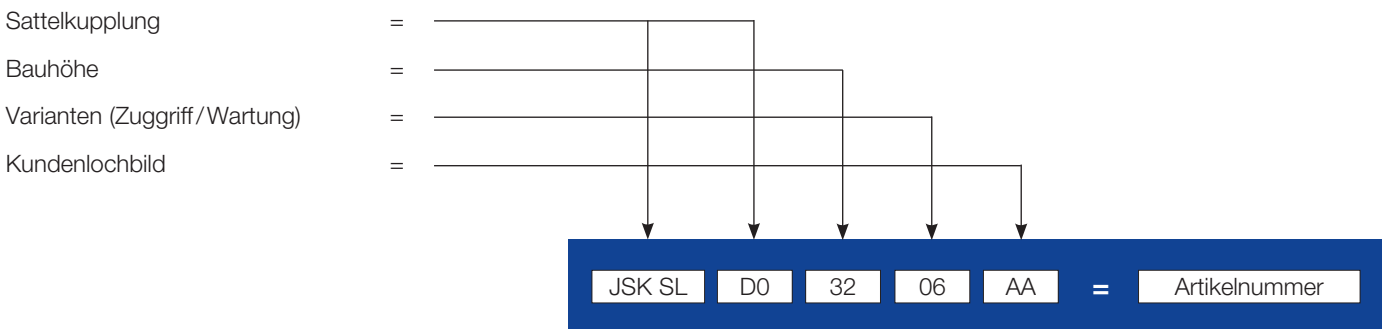 Sattelkupplung =
Bauhöhe =
Varianten (Zuggriff/Wartung) =
Kundenlochbild =
JSK SL D0 32 06 AA = Artikelnummer